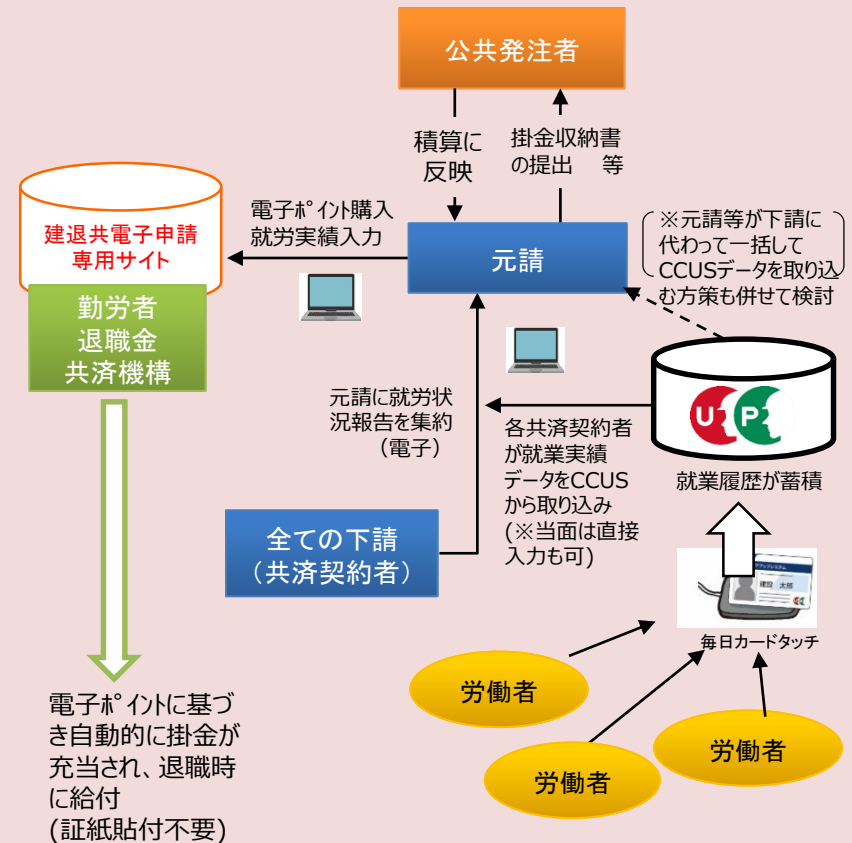 公共発注者
積算に
反映
掛金収納書
の提出　等
電子ポイント購入
就労実績入力
建退共電子申請
専用サイト
勤労者
退職金
共済機構
元請
※元請等が下請に
代わって一括して
CCUSデータを取り込
む方策も併せて検討
元請に就労状
況報告を集約
（電子）
各共済契約者
が就業実績
データをCCUS
から取り込み
(※当面は直接
入力も可)
就業履歴が蓄積
全ての下請
（共済契約者）
建設 太郎
毎日カードタッチ
労働者
労働者
労働者
電子ポイントに基づ
き自動的に掛金が
充当され、退職時
に給付
(証紙貼付不要)